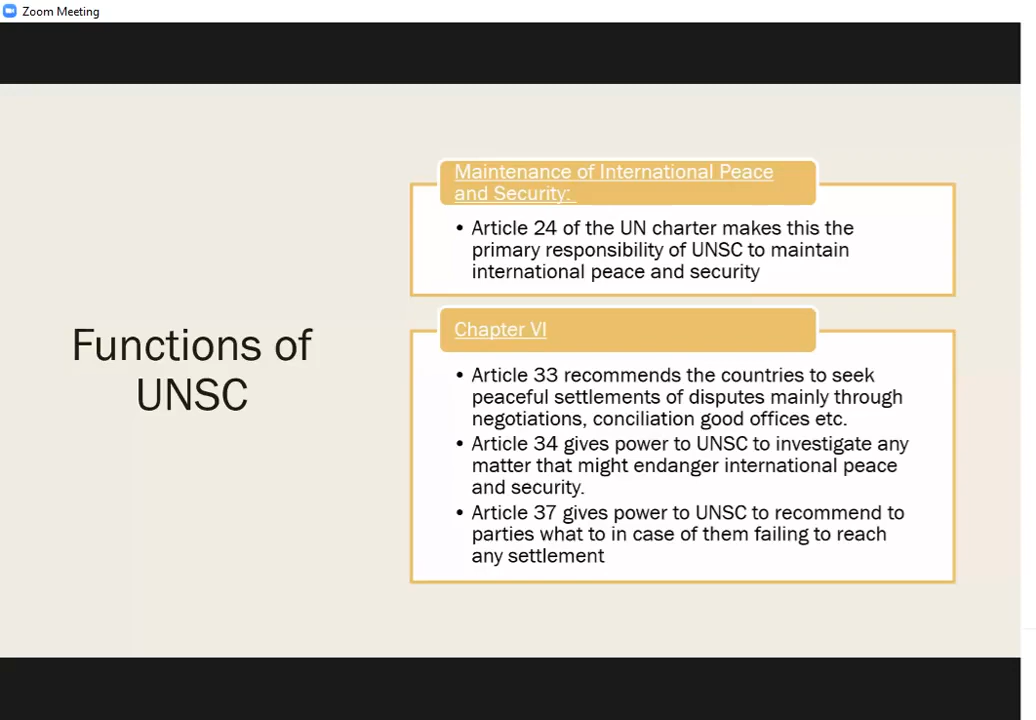 Zoom Meeting
Functions of
UNSC
Maintenance of International Peace
and Security:
• Article 24 of the UN charter makes this the
primary responsibility of UNSC to maintain
international peace and security
Chapter VI
• Article 33 recommends the countries to seek
peaceful settlements of disputes mainly through
negotiations, conciliation good offices etc.
• Article 34 gives power to UNSC to investigate any
matter that might endanger international peace
and security.
• Article 37 gives power to UNSC to recommend to
parties what to in case of them failing to reach
any settlement